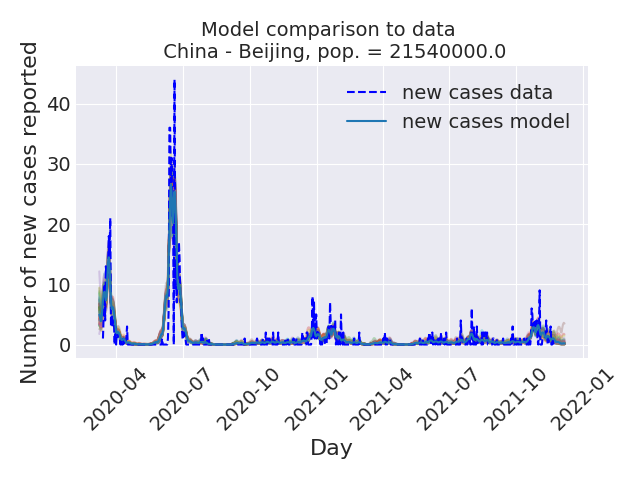 Model comparison to data
China - Beijing, pop. = 21540000.0
Number of new cases reported
40
30
20
10
0
new cases data
new cases model
2020-04
2020-07
2020-10
2021-01
2021-04
2021-07
2021-10
2022-01
Day